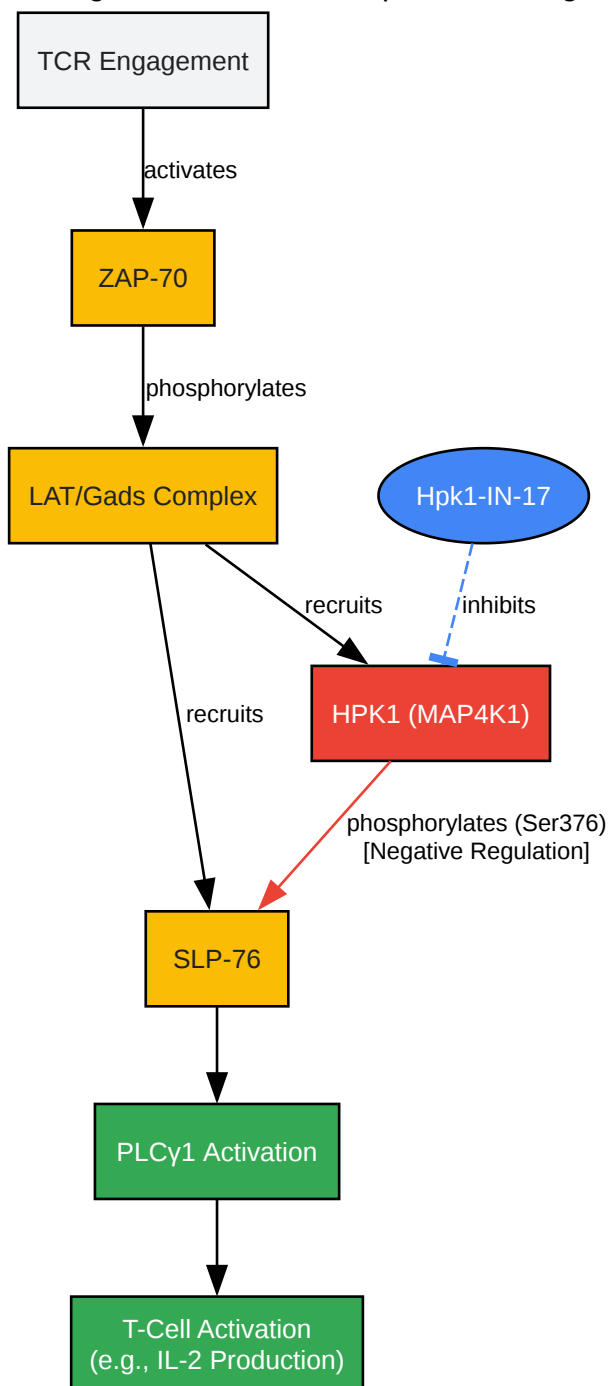 TCR Engagement
activates
ZAP-70
phosphorylates
LAT/Gads Complex
Hpk1-IN-17
recruits
inhibits
HPK1 (MAP4K1)
recruits
phosphorylates (Ser376)
[Negative Regulation]
SLP-76
PLCγ1 Activation
T-Cell Activation
(e.g., IL-2 Production)